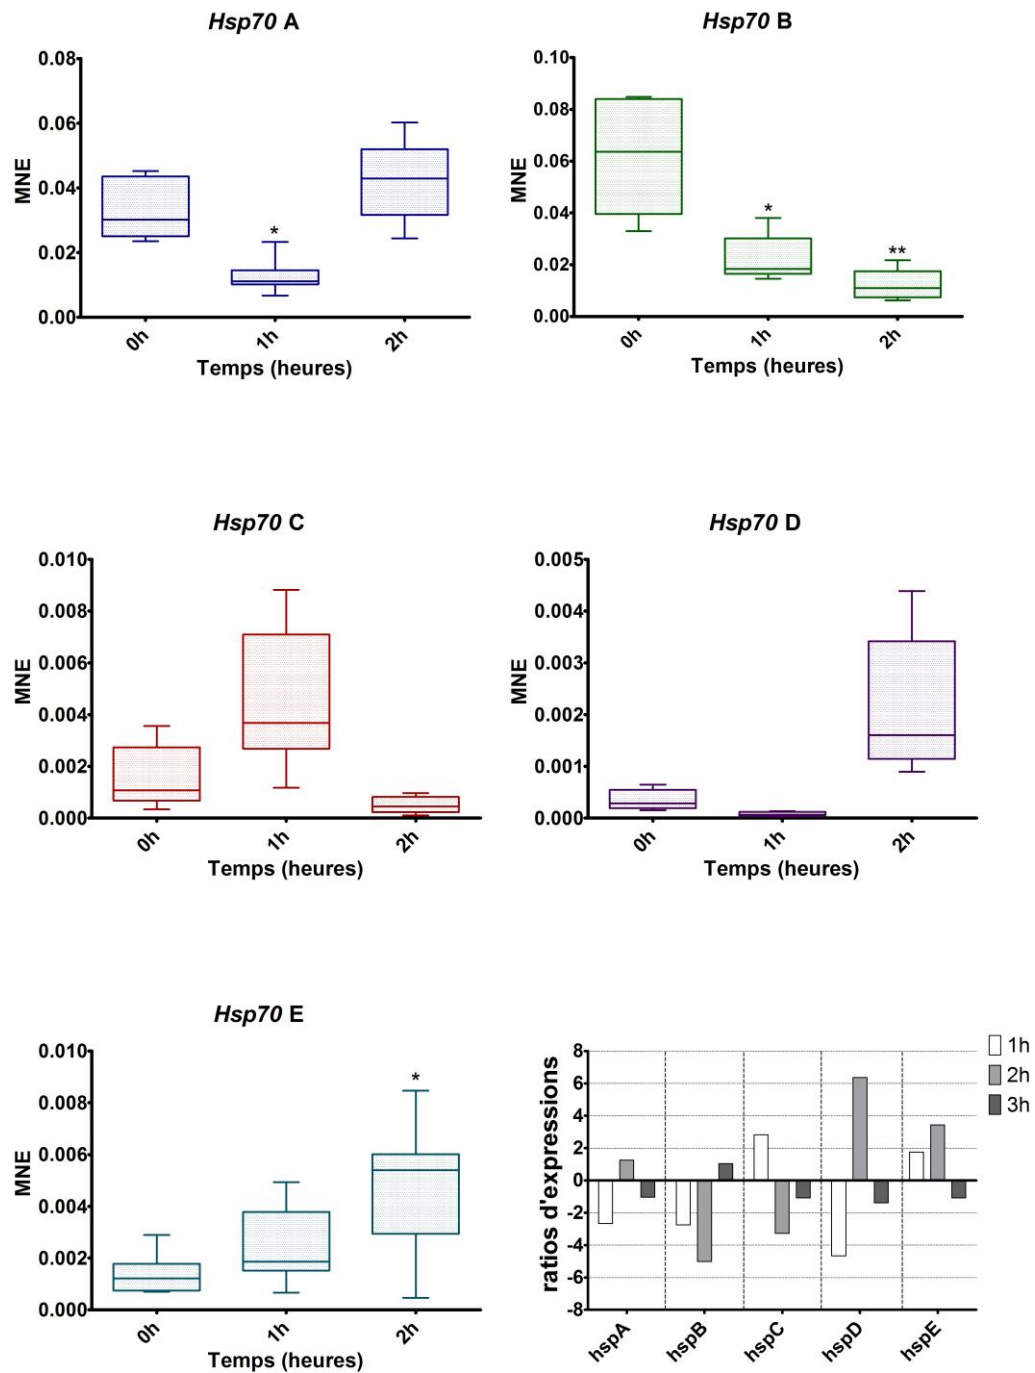 Hsp70 A
0.08
0.06
0.04
0.02
0.00
MNE
*
0h
1h
2h
Temps (heures)
Hsp70 B
0.10
0.08
0.06
0.04
0.02
0.00
MNE
*
**
0h
1h
2h
Temps (heures)
Hsp70 C
0.010
0.008
0.006
0.004
0.002
0.000
MNE
0h
1h
2h
Temps (heures)
Hsp70 D
0.005
0.004
0.003
0.002
0.001
0.000
MNE
0h
1h
2h
Temps (heures)
Hsp70 E
0.010
0.008
0.006
0.004
0.002
0.000
MNE
*
0h
1h
2h
Temps (heures)
8
6
4
2
0
-2
-4
-6
-8
ratios d'expressions
1h
2h
3h
hspA
hspB
hspC
hspD
hspE